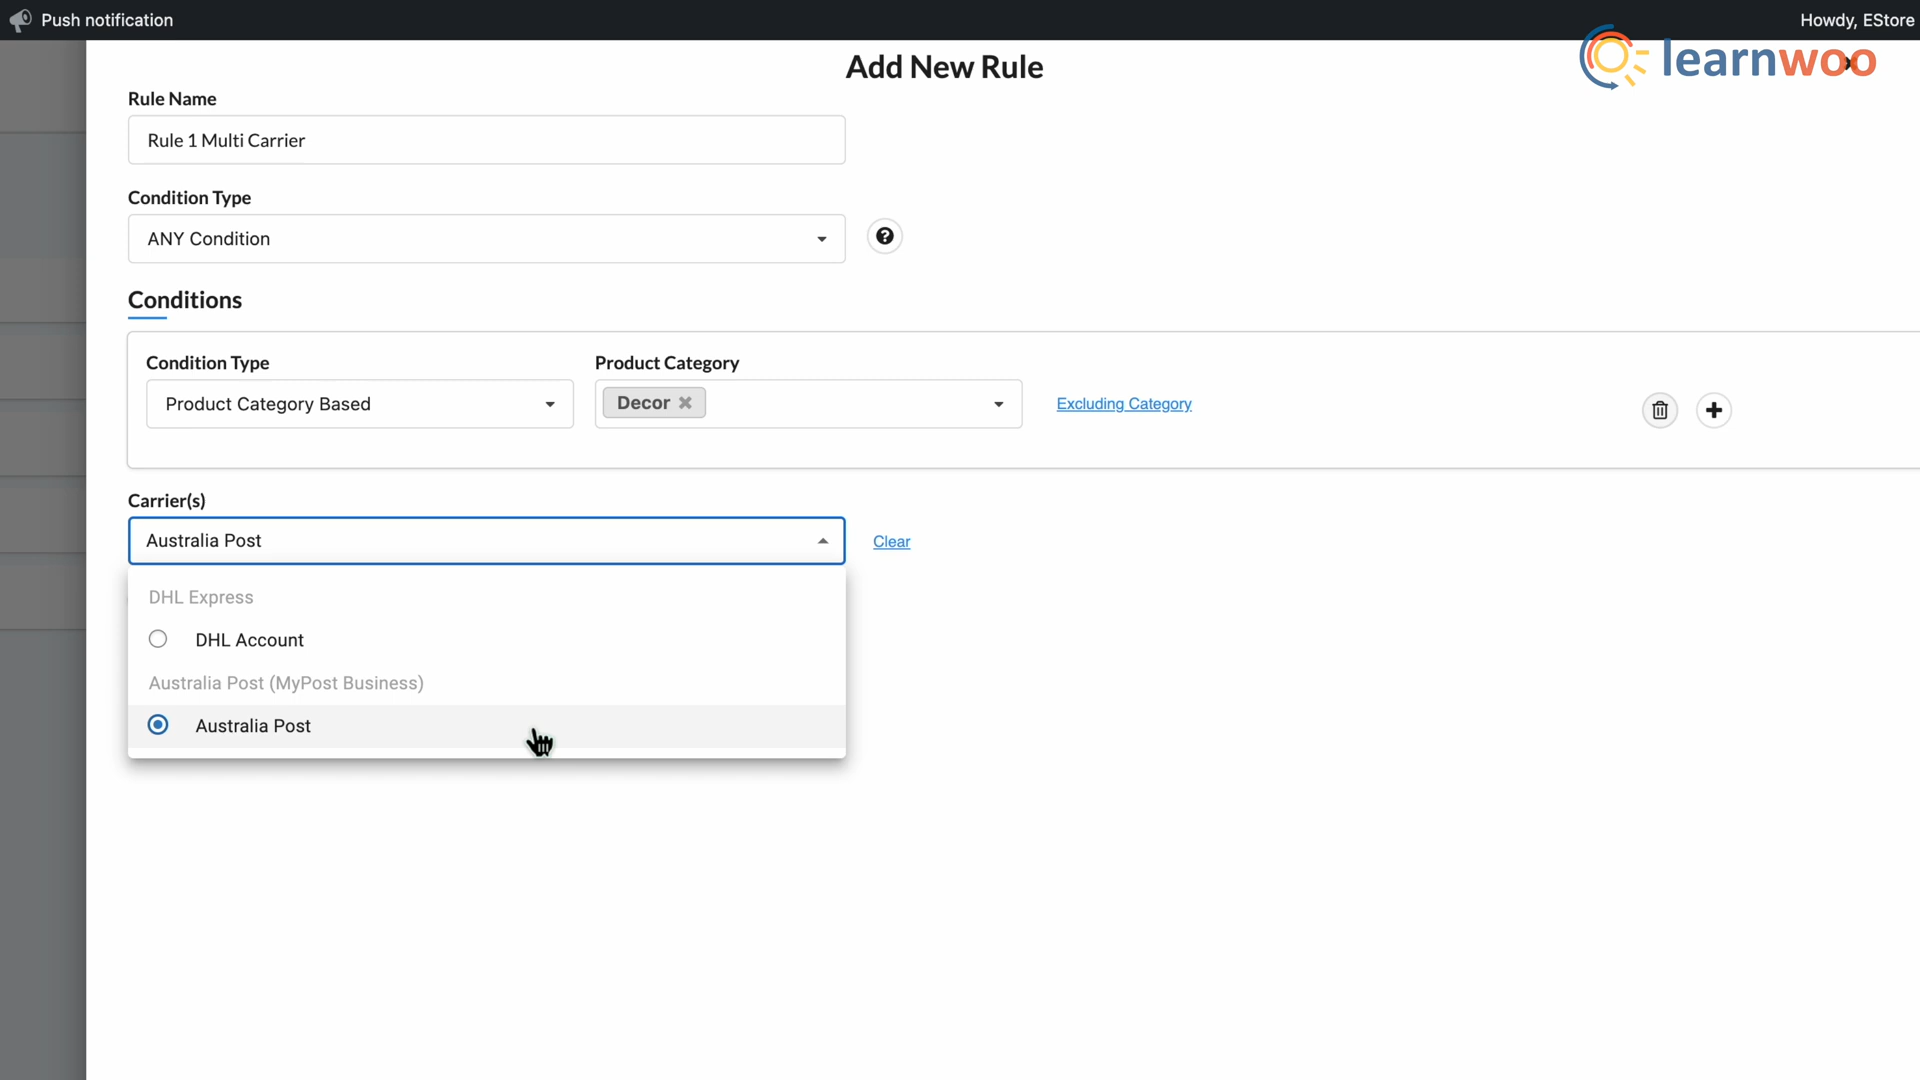 Push notification
Howdy, EStore
learnwoo
Add New Rule
Rule Name
Rule 1 Multi Carrier
Condition Type
ANY Condition
Conditions
Condition Type
Product Category
Product Category Based
Decor
Excluding Category
Carrier(s)
Australia Post
Clear
DHL Express
DHL Account
Australia Post (MyPost Business)
Australia Post